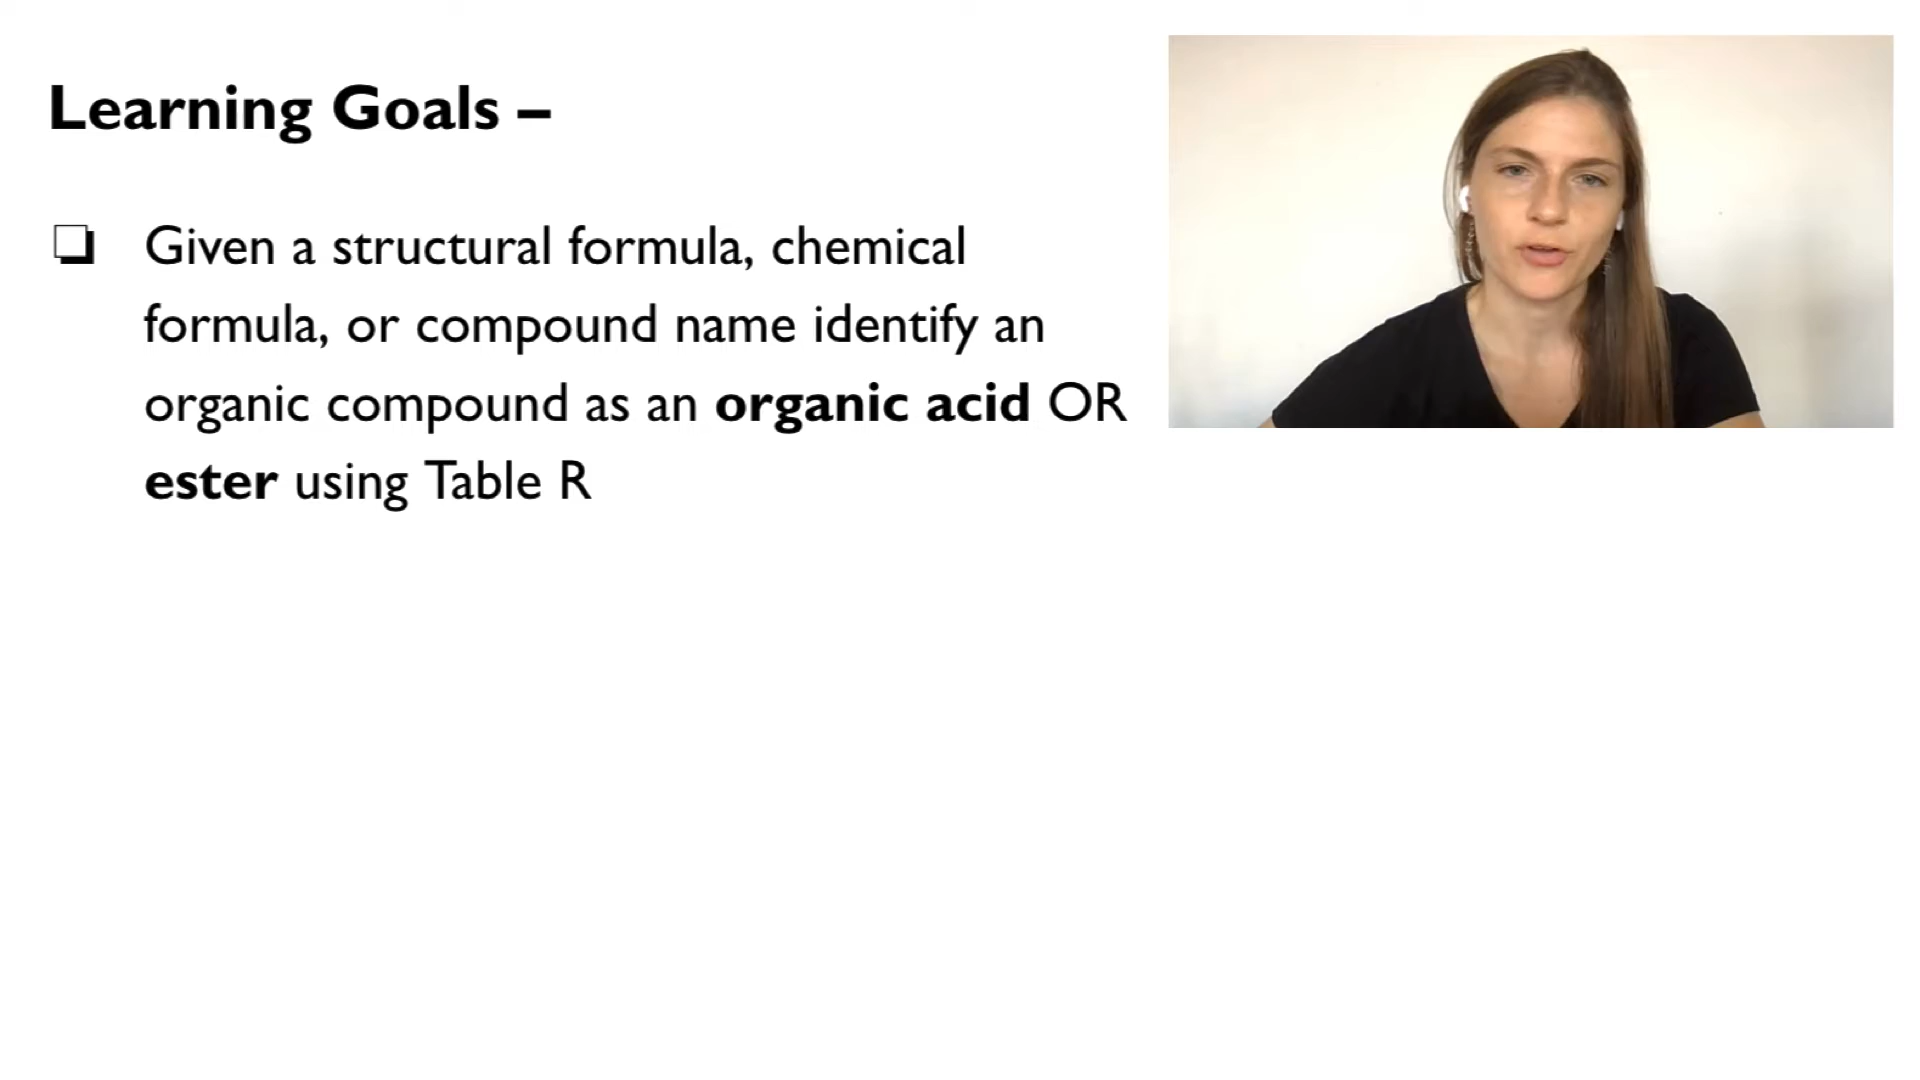 Learning Goals –
❏ Given a structural formula, chemical
formula, or compound name identify an
organic compound as an organic acid OR
ester using Table R